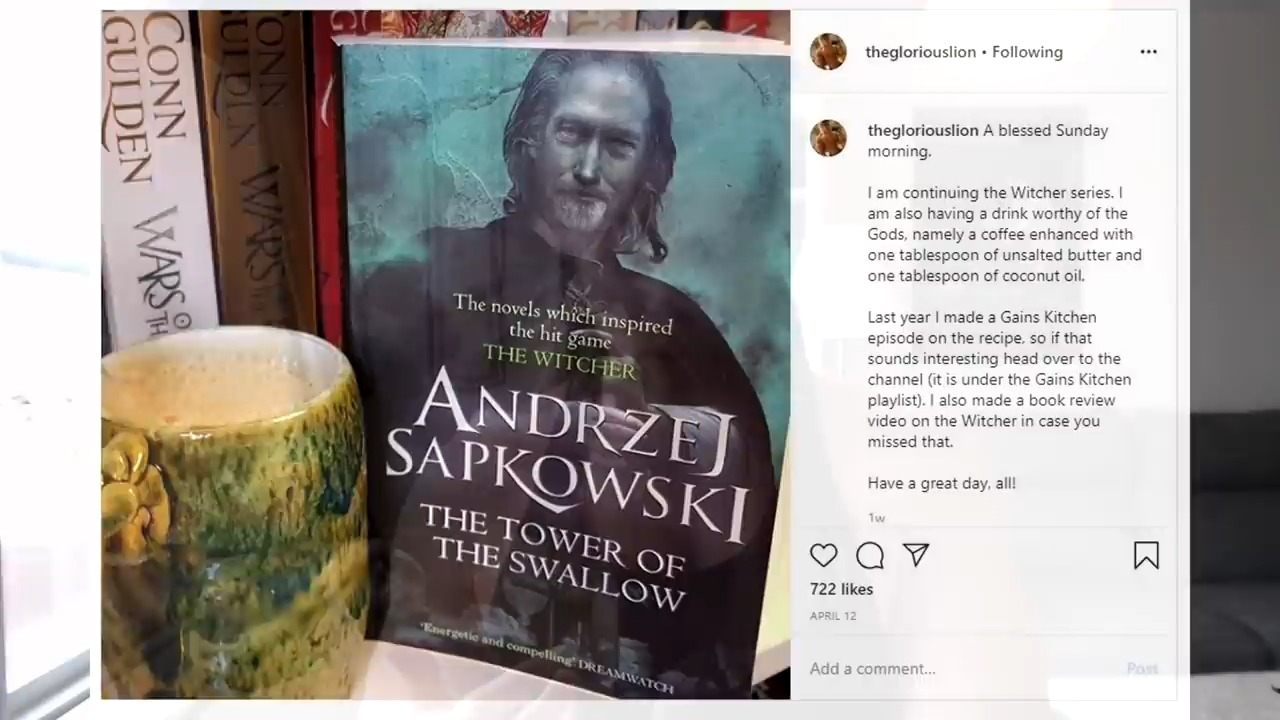 CONN
GULDEN
WARS
TH
CONN
WARS
The novels which inspired
the hit game
THE WITCHER
ANDRZEJ
SAPKOWSKI
THE TOWER OF
THE SWALLOW
'Energetic and compelling' DREAMWATCH
thegloriouslion • Following
thegloriouslion A blessed Sunday
morning.
I am continuing the Witcher series. I
am also having a drink worthy of the
Gods, namely a coffee enhanced with
one tablespoon of unsalted butter and
one tablespoon of coconut oil.
Last year I made a Gains Kitchen
episode on the recipe, so if that
sounds interesting head over to the
channel (it is under the Gains Kitchen
playlist). I also made a book review
video on the Witcher in case you
missed that.
Have a great day, all!
1w
722 likes
APRIL 12
Add a comment...
Post